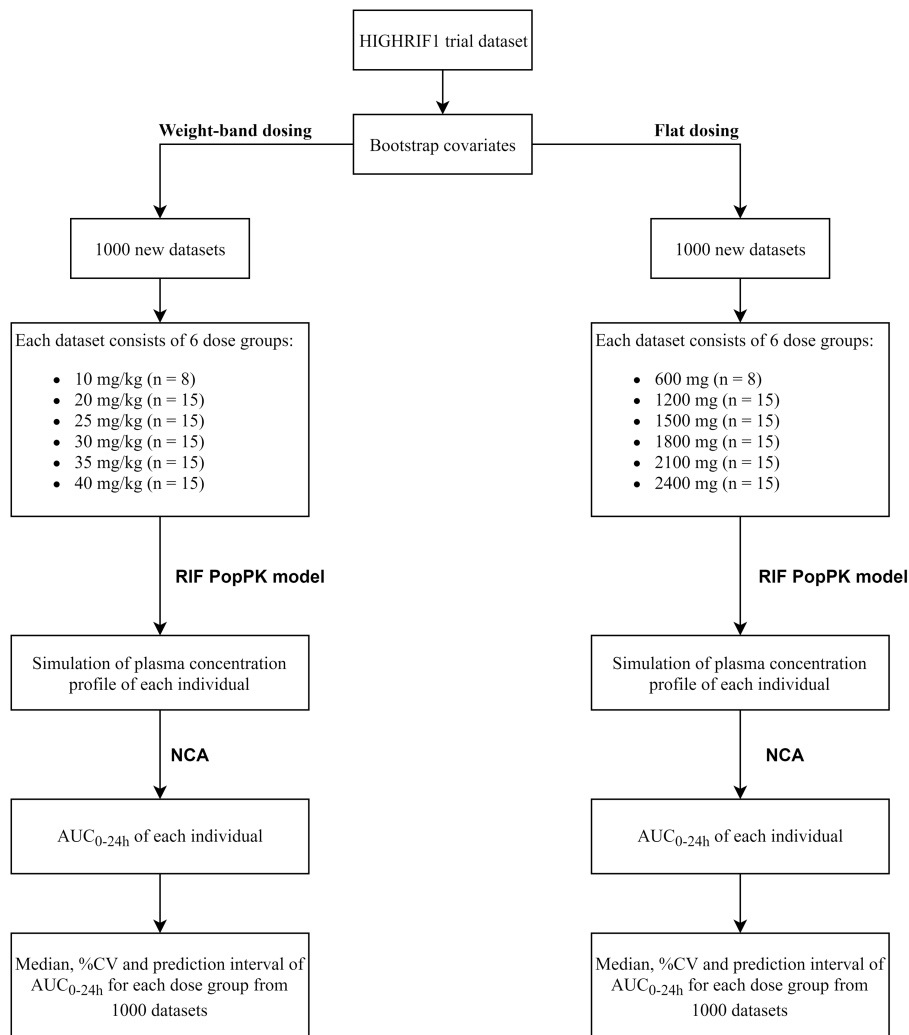 HIGHRIF1 trial dataset
Bootstrap covariates
Weight-band dosing
Flat dosing
1000 new datasets
1000 new datasets
Each dataset consists of 6 dose groups:
• 10 mg/kg (n = 8)
• 20 mg/kg (n = 15)
• 25 mg/kg (n = 15)
• 30 mg/kg (n = 15)
• 35 mg/kg (n = 15)
• 40 mg/kg (n = 15)
Each dataset consists of 6 dose groups:
• 600 mg (n = 8)
• 1200 mg (n = 15)
• 1500 mg (n = 15)
• 1800 mg (n = 15)
• 2100 mg (n = 15)
• 2400 mg (n = 15)
RIF PopPK model
RIF PopPK model
Simulation of plasma concentration
profile of each individual
Simulation of plasma concentration
profile of each individual
NCA
NCA
AUC0-24h of each individual
AUC0-24h of each individual
Median, %CV and prediction interval of
AUC0-24h for each dose group from
1000 datasets
Median, %CV and prediction interval of
AUC0-24h for each dose group from
1000 datasets